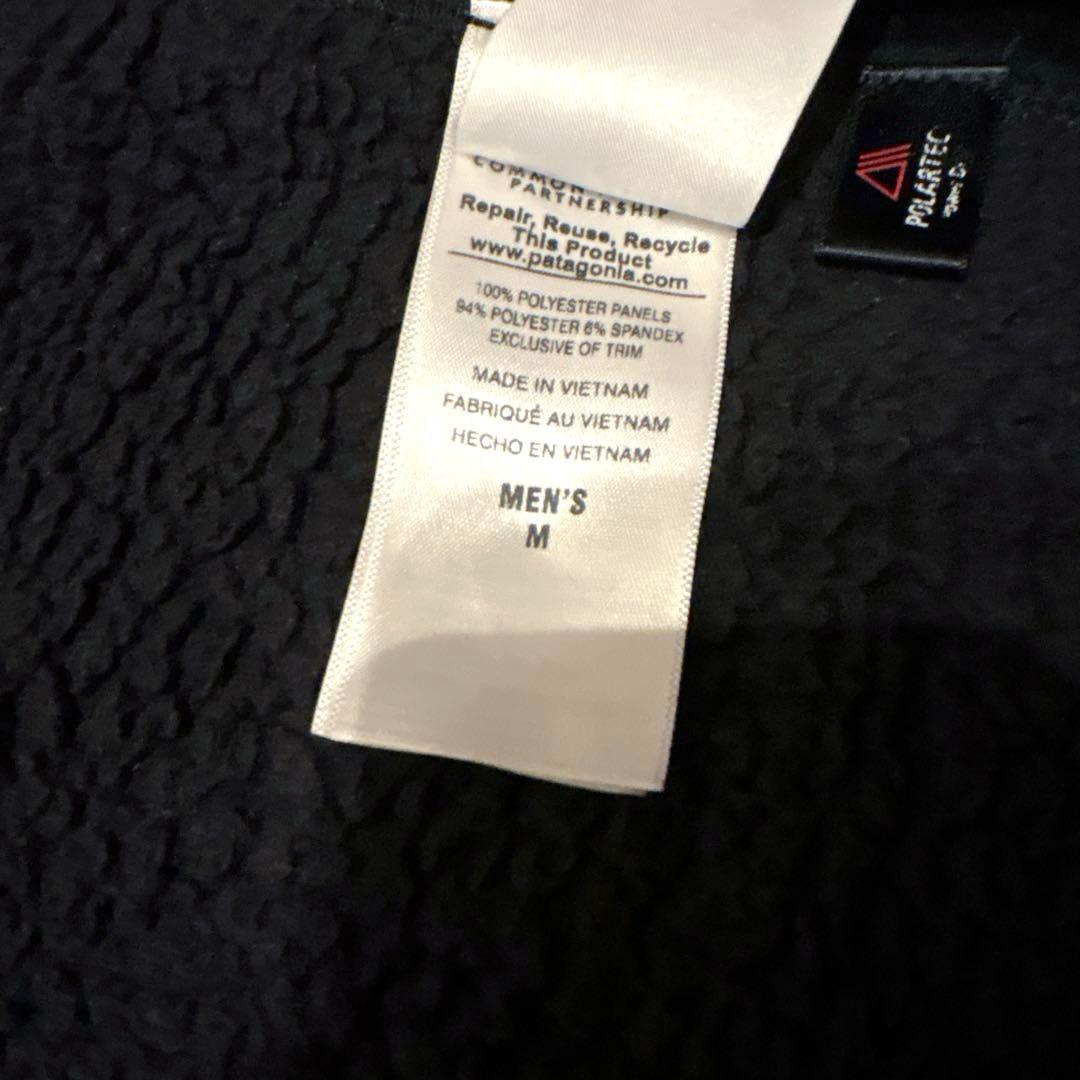 COMMON
PARTNERSHIP
Repair, Reuse, Recycle
This Product
www.patagonia.com
100% POLYESTER PANELS
94% POLYESTER 6% SPANDEX
EXCLUSIVE OF TRIM
MADE IN VIETNAM
FABRIQUÉ AU VIETNAM
HECHO EN VIETNAM
MEN'S
M
POLARTEC